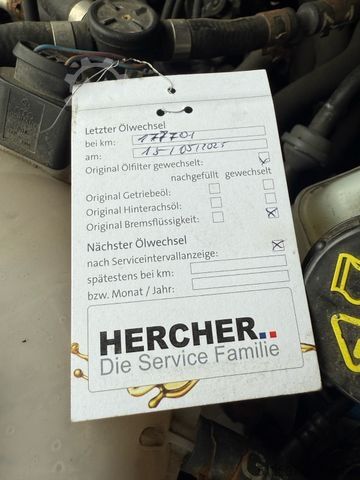 Letzter Ölwechsel
bei km: 177701
am: 15/05/2025
Original Ölfilter gewechselt:
nachgefüllt gewechselt
Original Getriebeöl:
Original Hinterachsöl:
Original Bremsflüssigkeit:
Nächster Ölwechsel
nach Serviceintervallanzeige:
spätestens bei km:
bzw. Monat / Jahr:
HERCHER
Die Service Familie